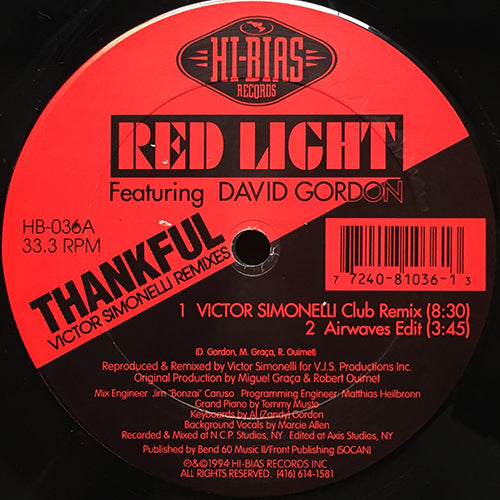 HI-BIAS
RECORDS
RED LIGHT
Featuring DAVID GORDON
HB-036A
33.3 RPM
THANKFUL
VICTOR SIMONELLI REMIXES
7 7240-81036-1 3
1 VICTOR SIMONELLI Club Remix (8:30)
2 Airwaves Edit (3:45)
(D. Gordon, M. Graça, R. Ouimet)
Reproduced & Remixed by Victor Simonelli for V.J.S. Productions Inc.
Original Production by Miguel Graça & Robert Ouimet
Mix Engineer: Jim "Bonzai" Caruso Programming Engineer: Matthias Heilbronn
Grand Piano by Tommy Musto
Keyboards by Al (Zandy) Gordon
Background Vocals by Marcie Allen
Recorded & Mixed at N C P Studios, NY Edited at Axis Studios, NY
Published by Bend 60 Music II/Front Publishing (SOCAN)
℗&©1994 HI-BIAS RECORDS INC
ALL RIGHTS RESERVED. (416) 614-1581